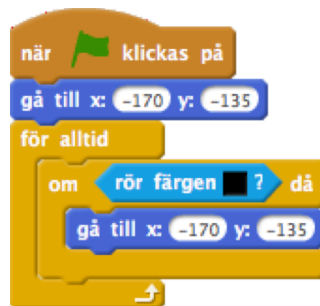 när klickas på
gå till x: -170 y: -135
för alltid
om rör färgen ? då
gå till x: -170 y: -135